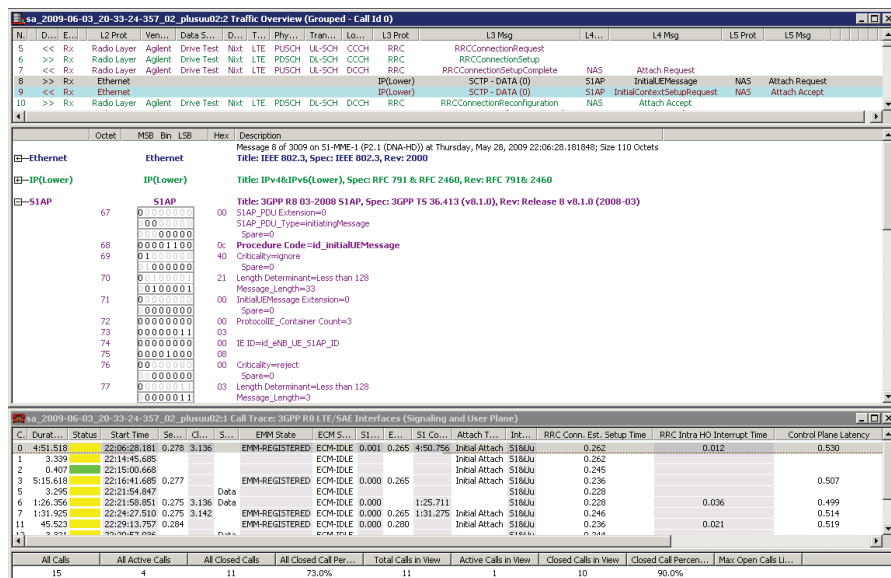 sa_2009-06-03_20-33-24-357_02_plusuu02:2 Traffic Overview (Grouped - Call Id 0)
N. D... E... L2 Prot Ven... Data S... D... T... Phy... Tran... Lo... L3 Prot L3 Msg L4... L4 Msg L5 Prot L5 Msg
5 << Rx Radio Layer Agilent Drive Test Nixt LTE PUSCH UL-SCH CCCH RRC RRCConnectionRequest
6 >> Rx Radio Layer Agilent Drive Test Nixt LTE PDSCH DL-SCH CCCH RRC RRCConnectionSetup
7 << Rx Radio Layer Agilent Drive Test Nixt LTE PUSCH UL-SCH DCCH RRC RRCConnectionSetupComplete NAS Attach Request
8 >> Rx Ethernet IP(Lower) SCTP - DATA (0) S1AP InitialUEMessage NAS Attach Request
9 << Rx Ethernet IP(Lower) SCTP - DATA (0) S1AP InitialContextSetupRequest NAS Attach Accept
10 >> Rx Radio Layer Agilent Drive Test Nixt LTE PDSCH DL-SCH DCCH RRC RRCConnectionReconfiguration NAS Attach Accept
Octet MSB Bin LSB Hex Description
Message 8 of 3009 on S1-MME-1 (P2.1 (DNA-HD)) at Thursday, May 28, 2009 22:06:28.181848; Size 110 Octets
Ethernet Ethernet Title: IEEE 802.3, Spec: IEEE 802.3, Rev: 2000
IP(Lower) IP(Lower) Title: IPv4&IPv6(Lower), Spec: RFC 791 & RFC 2460, Rev: RFC 791& 2460
S1AP S1AP Title: 3GPP R8 03-2008 S1AP, Spec: 3GPP TS 36.413 (v8.1.0), Rev: Release 8 v8.1.0 (2008-03)
67 00000000 00 S1AP_PDU Extension=0
00 S1AP_PDU_Type=initiatingMessage
00000 Spare=0
68 00001100 0c Procedure Code=id_initialUEMessage
69 01000000 40 Criticality=ignore
000000 Spare=0
70 00100001 21 Length Determinant=Less than 128
0100001 Message_Length=33
71 00000000 00 InitialUEMessage Extension=0
0000000 Spare=0
72 00000000 00 ProtocolIE_Container Count=3
73 00000011 03
74 00000000 00 IE ID=id_eNB_UE_S1AP_ID
75 00001000 08
76 00000000 00 Criticality=reject
000000 Spare=0
77 00000011 03 Length Determinant=Less than 128
0000011 Message_Length=3
sa_2009-06-03_20-33-24-357_02_plusuu02:1 Call Trace: 3GPP R8 LTE/SAE Interfaces (Signaling and User Plane)
C. Durat... Status Start Time Se... Cl... S... EMM State ECM S... S1... E... S1 Co... Attach T... Int... RRC Conn. Est. Setup Time RRC Intra HO Interrupt Time Control Plane Latency
0 4:51.518 22:06:28.181 0.278 3.136 EMM-REGISTERED ECM-IDLE 0.001 0.265 4:50.756 Initial Attach S1&Uu 0.262 0.012 0.530
1 3.339 22:14:45.685 ECM-IDLE Initial Attach S1&Uu 0.262
2 0.407 22:15:00.668 ECM-IDLE Initial Attach S1&Uu 0.245
3 5:15.618 22:16:41.685 0.277 EMM-REGISTERED ECM-IDLE 0.000 0.265 Initial Attach S1&Uu 0.236 0.507
5 3.295 22:21:54.847 Data ECM-IDLE S1&Uu 0.228
6 1:26.356 22:21:58.851 0.275 3.136 Data EMM-REGISTERED ECM-IDLE 0.000 1:25.711 S1&Uu 0.228 0.036 0.499
7 1:31.925 22:24:27.510 0.275 3.142 EMM-REGISTERED ECM-IDLE 0.000 0.265 1:31.275 Initial Attach S1&Uu 0.246 0.514
11 45.523 22:29:13.757 0.284 EMM-REGISTERED ECM-IDLE 0.000 0.280 Initial Attach S1&Uu 0.236 0.021 0.519
All Calls All Active Calls All Closed Calls All Closed Call Per... Total Calls in View Active Calls in View Closed Calls in View Closed Call Percen... Max Open Calls Li...
15 4 11 73.0% 11 1 10 90.0%